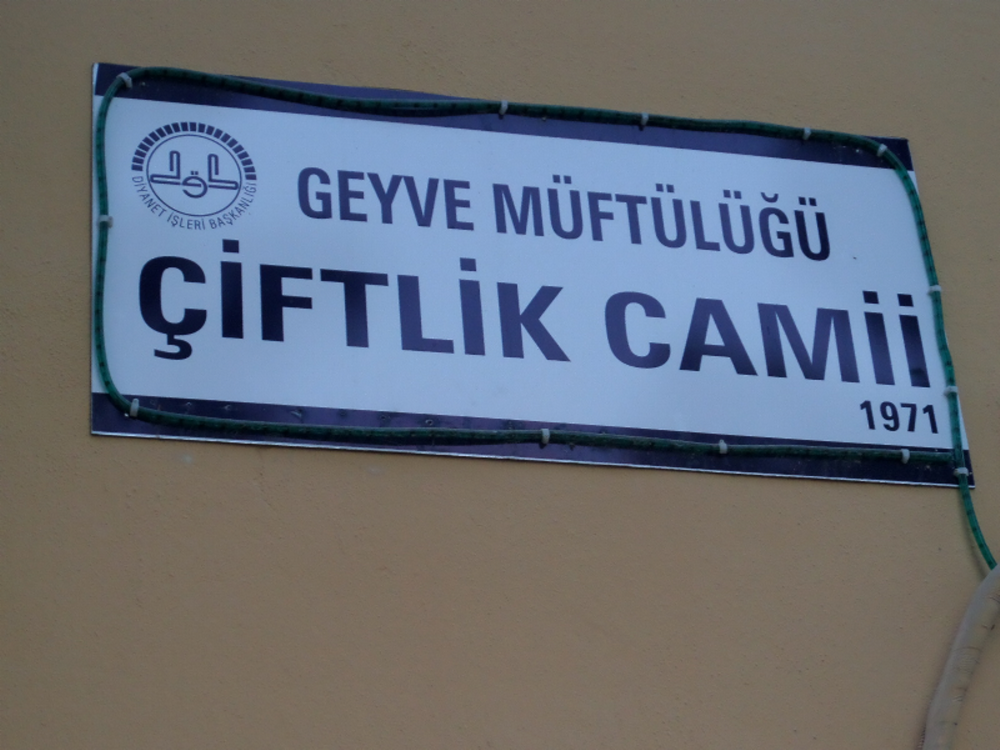 DİYANET İŞLERİ BAŞKANLIĞI
GEYVE MÜFTÜLÜĞÜ
ÇİFTLİK CAMİİ
1971